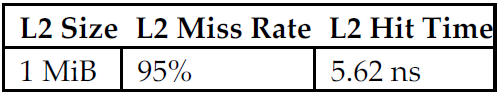 L2 Size L2 Miss Rate L2 Hit Time
1 MiB 95% 5.62 ns